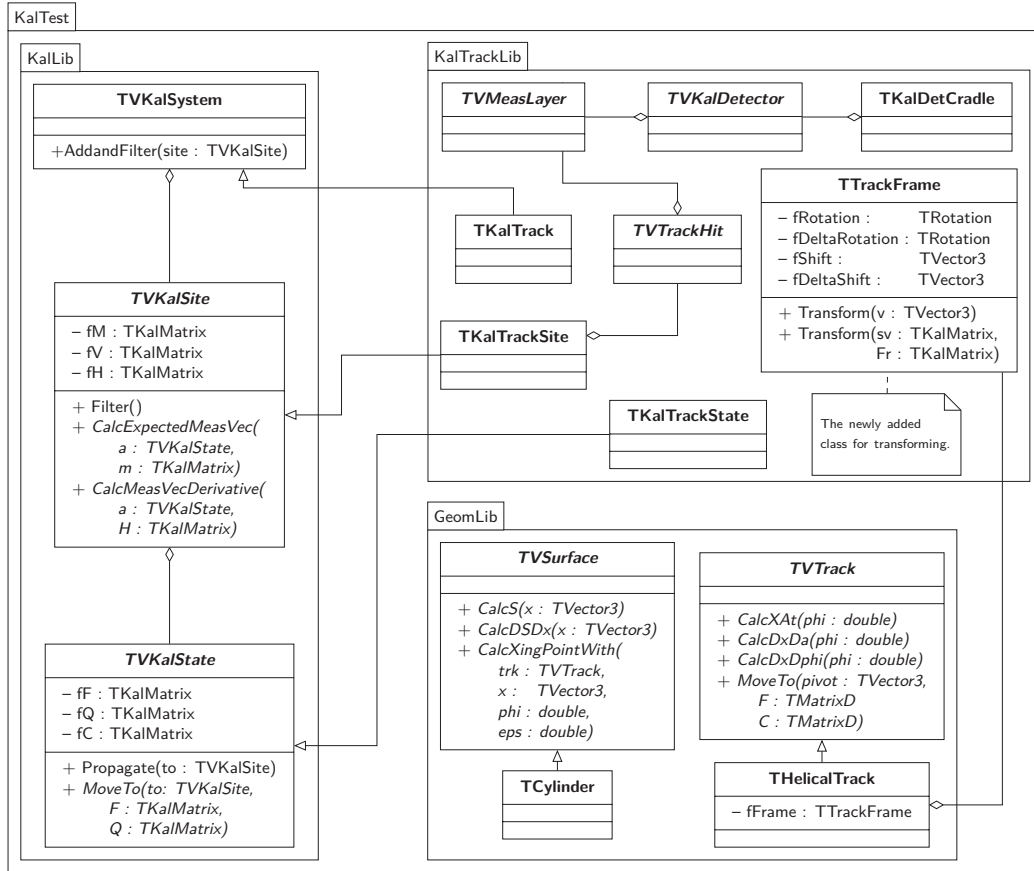 KalTest
KalLib
TVKalSystem
+AddandFilter(site : TVKalSite)
TVKalSite
– fM : TKalMatrix
– fV : TKalMatrix
– fH : TKalMatrix
+ Filter()
+ CalcExpectedMeasVec(
a : TVKalState,
m : TKalMatrix)
+ CalcMeasVecDerivative(
a : TVKalState,
H : TKalMatrix)
TVKalState
– fF : TKalMatrix
– fQ : TKalMatrix
– fC : TKalMatrix
+ Propagate(to : TVKalSite)
+ MoveTo(to: TVKalSite,
F : TKalMatrix,
Q : TKalMatrix)
KalTrackLib
TVMeasLayer
TVKalDetector
TKalDetCradle
TKalTrack
TVTrackHit
TTrackFrame
– fRotation : TRotation
– fDeltaRotation : TRotation
– fShift : TVector3
– fDeltaShift : TVector3
+ Transform(v : TVector3)
+ Transform(sv : TKalMatrix,
Fr : TKalMatrix)
TKalTrackSite
TKalTrackState
The newly added
class for transforming.
GeomLib
TVSurface
+ CalcS(x : TVector3)
+ CalcDSDx(x : TVector3)
+ CalcXingPointWith(
trk : TVTrack,
x : TVector3,
phi : double,
eps : double)
TCylinder
TVTrack
+ CalcXAt(phi : double)
+ CalcDxDa(phi : double)
+ CalcDxDphi(phi : double)
+ MoveTo(pivot : TVector3,
F : TMatrixD
C : TMatrixD)
THelicalTrack
– fFrame : TTrackFrame